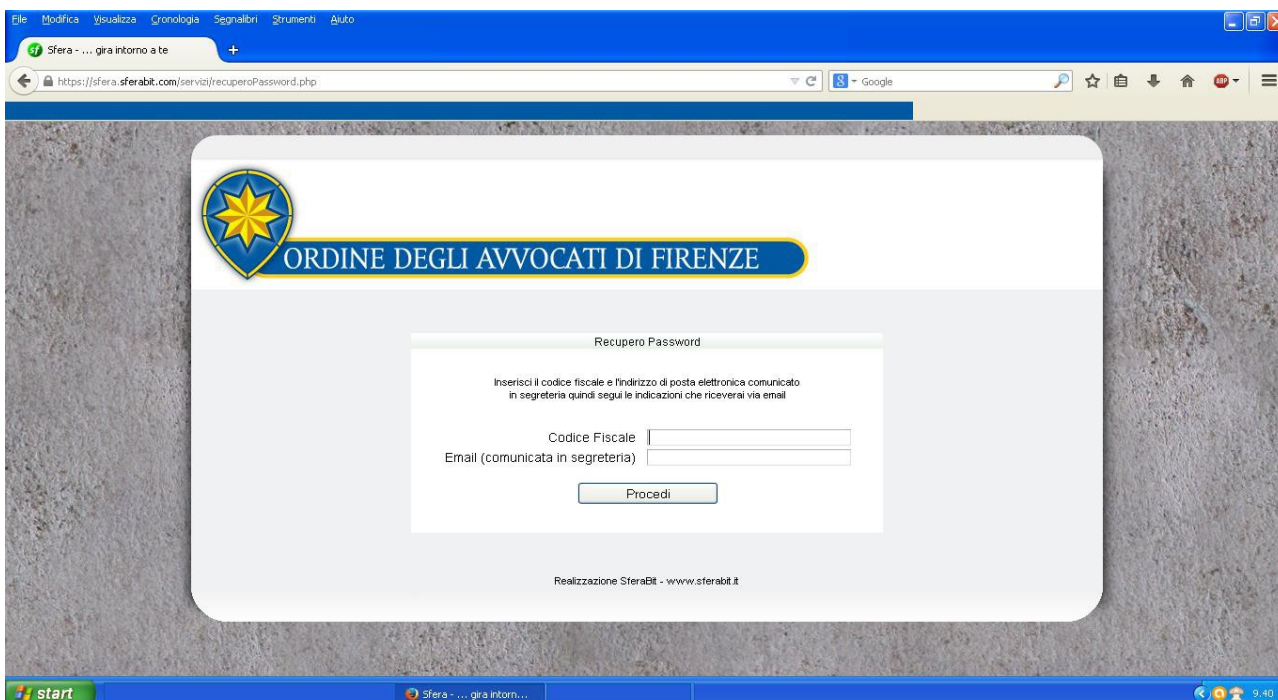 File Modifica Visualizza Cronologia Segnalibri Strumenti Aiuto
Sfera - ... gira intorno a te
https://sfera.sferabit.com/servizi/recuperoPassword.php
Google
ABP
ORDINE DEGLI AVVOCATI DI FIRENZE
Recupero Password
Inserisci il codice fiscale e l'indirizzo di posta elettronica comunicato
in segreteria quindi segui le indicazioni che riceverai via email
Codice Fiscale
Email (comunicata in segreteria)
Procedi
Realizzazione SferaBit - www.sferabit.it
start
Sfera - ... gira intorn...
9.40